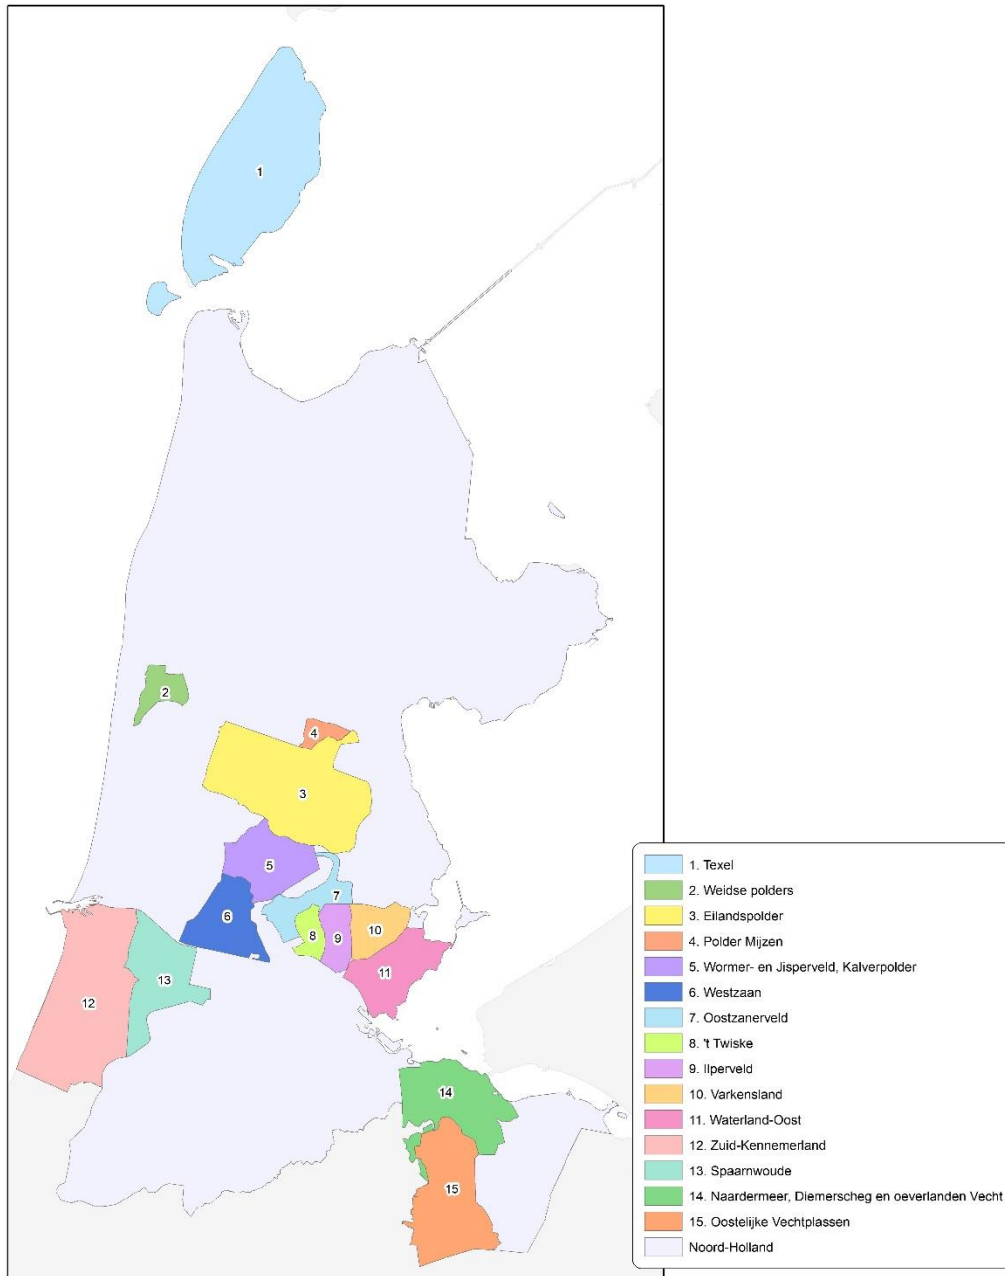 1
2
4
3
5
7
6
8
9
10
11
13
12
14
15
1. Texel
2. Weidse polders
3. Eilandspolder
4. Polder Mijzen
5. Wormer- en Jisperveld, Kalverpolder
6. Westzaan
7. Oostzanerveld
8. 't Twiske
9. Ilperveld
10. Varkensland
11. Waterland-Oost
12. Zuid-Kennemerland
13. Spaarnwoude
14. Naardermeer, Diemerscheg en oeverlanden Vecht
15. Oostelijke Vechtplassen
Noord-Holland